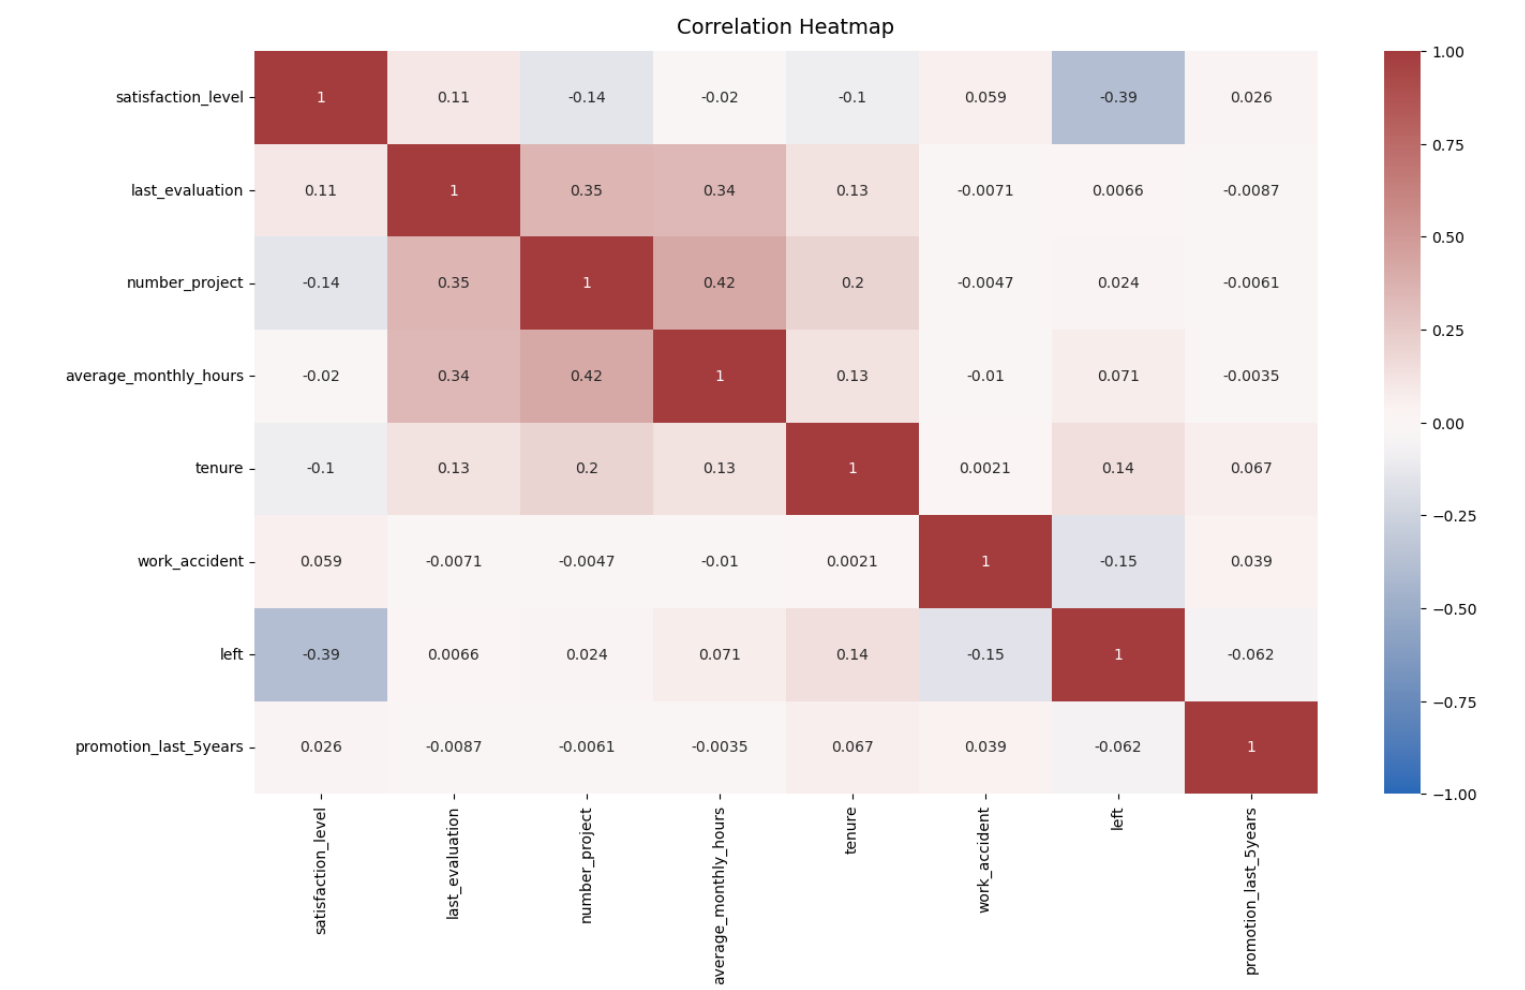 Correlation Heatmap
satisfaction_level 1 0.11 -0.14 -0.02 -0.1 0.059 -0.39 0.026
last_evaluation 0.11 1 0.35 0.34 0.13 -0.0071 0.0066 -0.0087
number_project -0.14 0.35 1 0.42 0.2 -0.0047 0.024 -0.0061
average_monthly_hours -0.02 0.34 0.42 1 0.13 -0.01 0.071 -0.0035
tenure -0.1 0.13 0.2 0.13 1 0.0021 0.14 0.067
work_accident 0.059 -0.0071 -0.0047 -0.01 0.0021 1 -0.15 0.039
left -0.39 0.0066 0.024 0.071 0.14 -0.15 1 -0.062
promotion_last_5years 0.026 -0.0087 -0.0061 -0.0035 0.067 0.039 -0.062 1
satisfaction_level
last_evaluation
number_project
average_monthly_hours
tenure
work_accident
left
promotion_last_5years
1.00
0.75
0.50
0.25
0.00
−0.25
−0.50
−0.75
−1.00